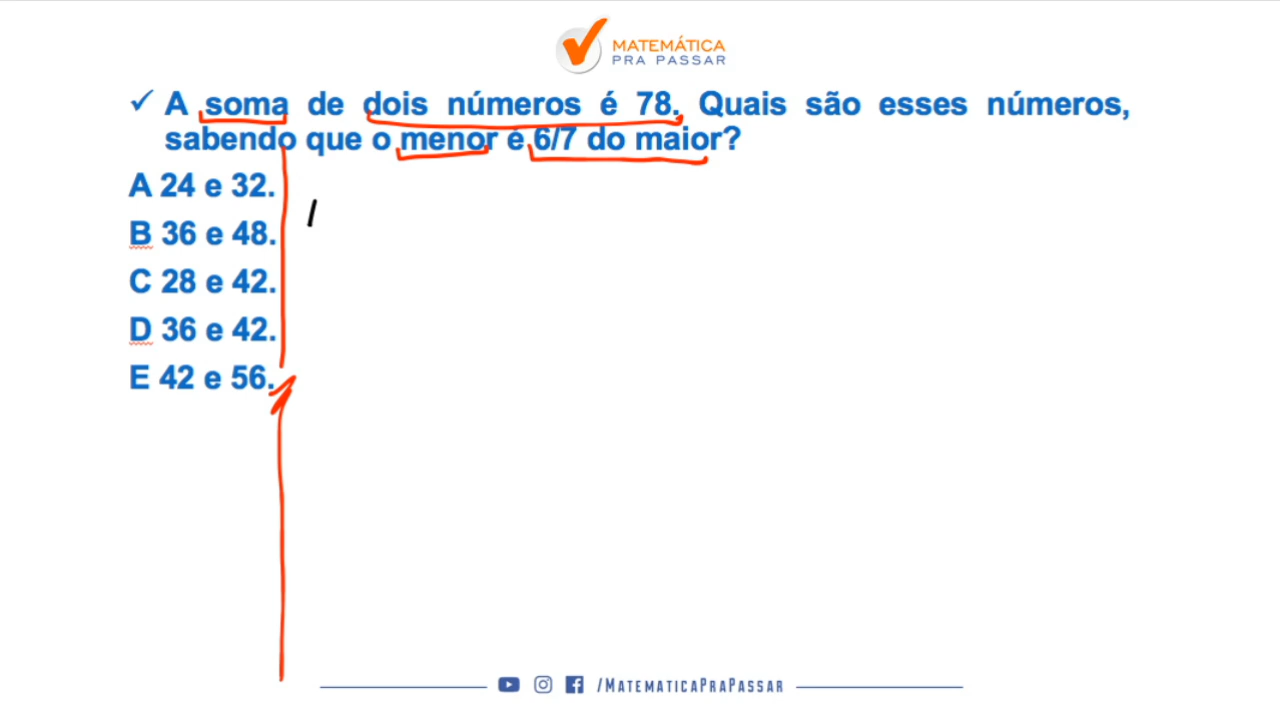 MATEMÁTICA
PRA PASSAR
✓ A soma de dois números é 78. Quais são esses números,
sabendo que o menor é 6/7 do maior?
A 24 e 32.
B 36 e 48.
C 28 e 42.
D 36 e 42.
E 42 e 56.
/MATEMATICAPRAPASSAR